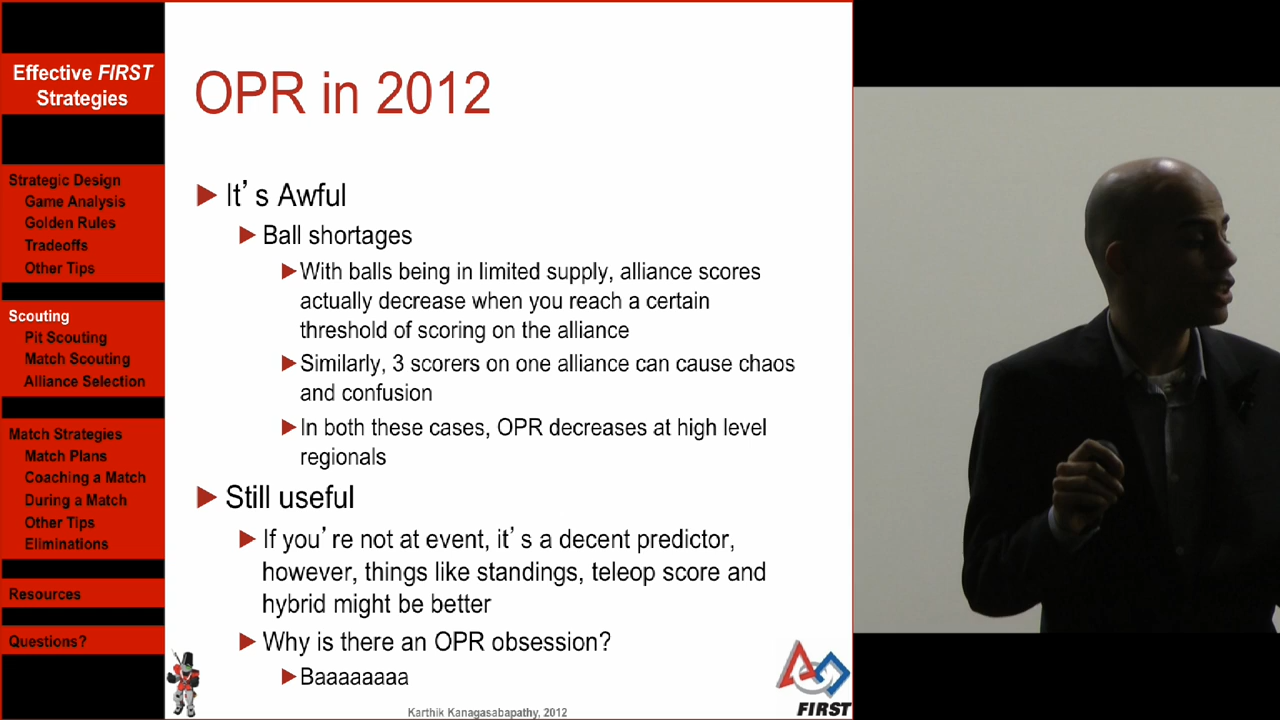 Effective FIRST
Strategies
Strategic Design
Game Analysis
Golden Rules
Tradeoffs
Other Tips
Scouting
Pit Scouting
Match Scouting
Alliance Selection
Match Strategies
Match Plans
Coaching a Match
During a Match
Other Tips
Eliminations
Resources
Questions?
OPR in 2012
It's Awful
Ball shortages
With balls being in limited supply, alliance scores
actually decrease when you reach a certain
threshold of scoring on the alliance
Similarly, 3 scorers on one alliance can cause chaos
and confusion
In both these cases, OPR decreases at high level
regionals
Still useful
If you're not at event, it's a decent predictor,
however, things like standings, teleop score and
hybrid might be better
Why is there an OPR obsession?
Baaaaaaaa
Karthik Kanagasabapathy, 2012
FIRST